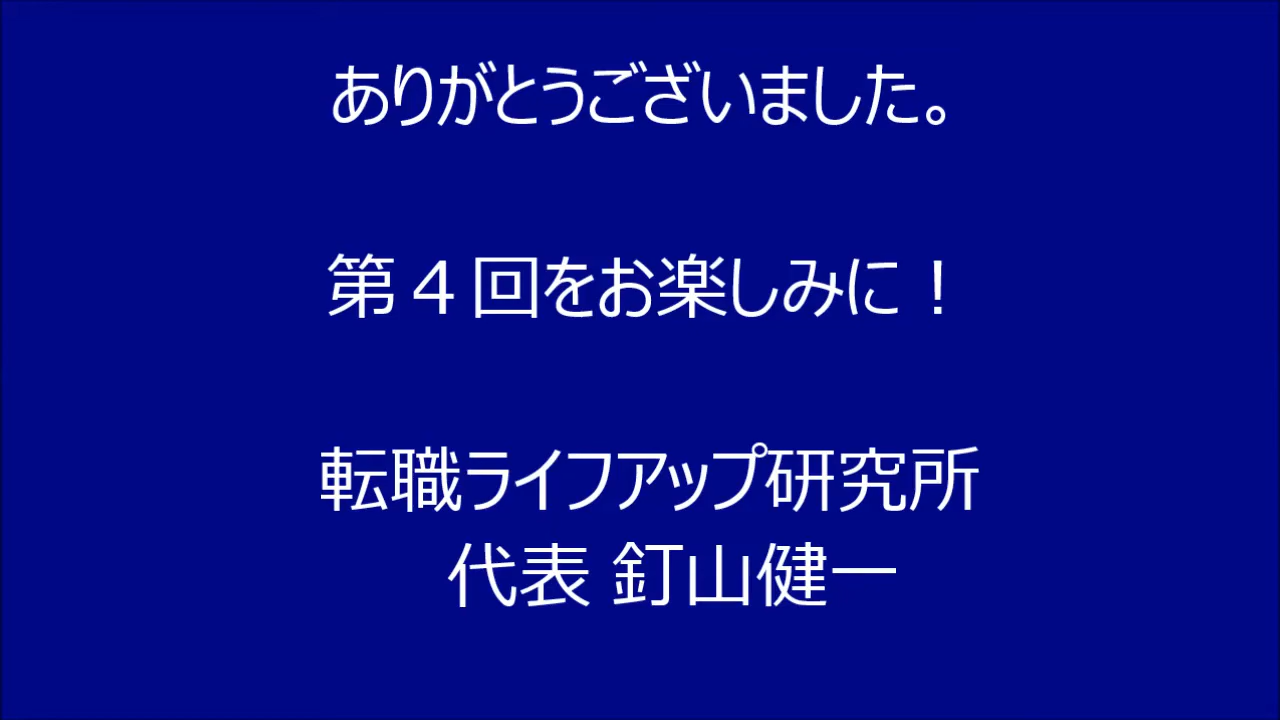 ありがとうございました。
第４回をお楽しみに！
転職ライフアップ研究所
代表 釘山健一